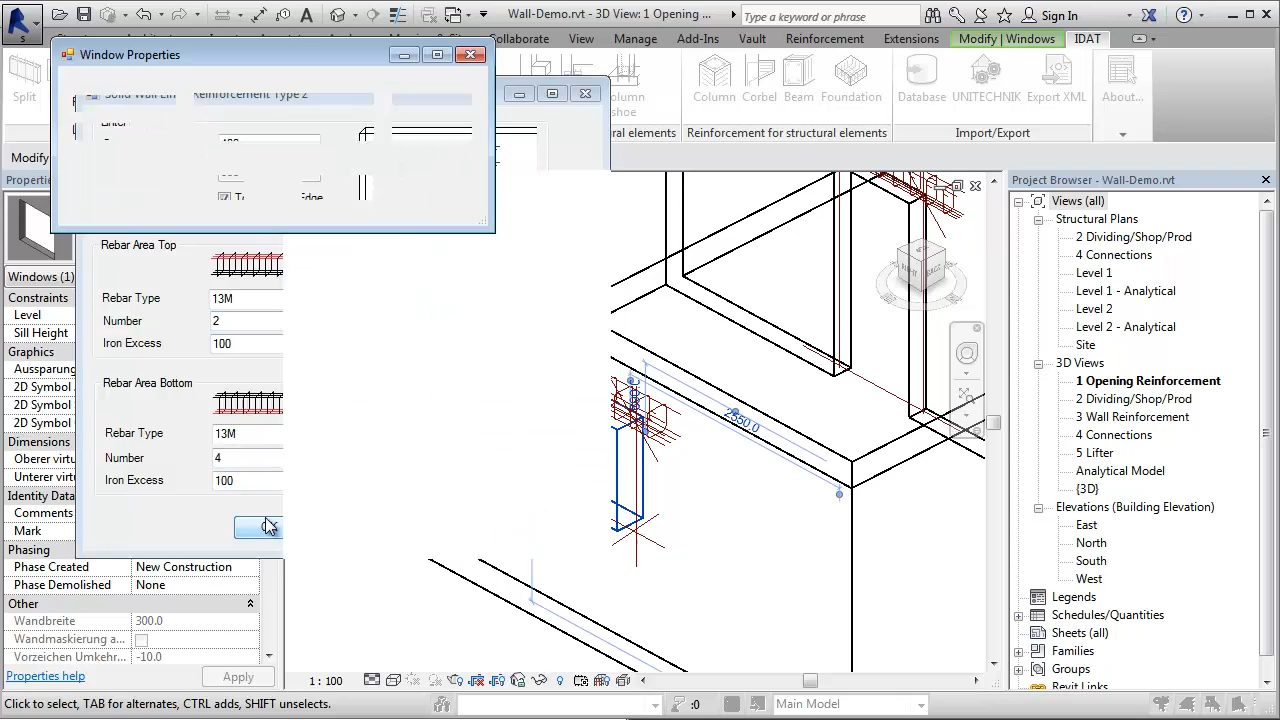 Wall-Demo.rvt - 3D View: 1 Opening ...
Type a keyword or phrase
Sign In
s
Collaborate
View
Manage
Add-Ins
Vault
Reinforcement
Extensions
Modify | Windows
IDAT
Window Properties
Split
Column
Corbel
Beam
Foundation
Database
UNITECHNIK
Export XML
About...
Reinforcement for structural elements
Import/Export
Modify
Reinforcement Type 2
Edge
Project Browser - Wall-Demo.rvt
Windows (1)
Constraints
Level
Sill Height
Graphics
Aussparung
2D Symbol
2D Symbol
2D Symbol
Dimensions
Oberer virtu
Unterer virtu
Identity Data
Comments
Mark
Phasing
Phase Created New Construction
Phase Demolished None
Other
Wandbreite 300.0
Wandmaskierung a...
Vorzeichen Umkehr... -10.0
Properties help
Apply
Rebar Area Top
Rebar Type 13M
Number 2
Iron Excess 100
Rebar Area Bottom
Rebar Type 13M
Number 4
Iron Excess 100
Views (all)
Structural Plans
2 Dividing/Shop/Prod
4 Connections
Level 1
Level 1 - Analytical
Level 2
Level 2 - Analytical
Site
3D Views
1 Opening Reinforcement
2 Dividing/Shop/Prod
3 Wall Reinforcement
4 Connections
5 Lifter
Analytical Model
{3D}
Elevations (Building Elevation)
East
North
South
West
Legends
Schedules/Quantities
Sheets (all)
Families
Groups
Revit Links
1 : 100
Click to select, TAB for alternates, CTRL adds, SHIFT unselects.
:0
Main Model